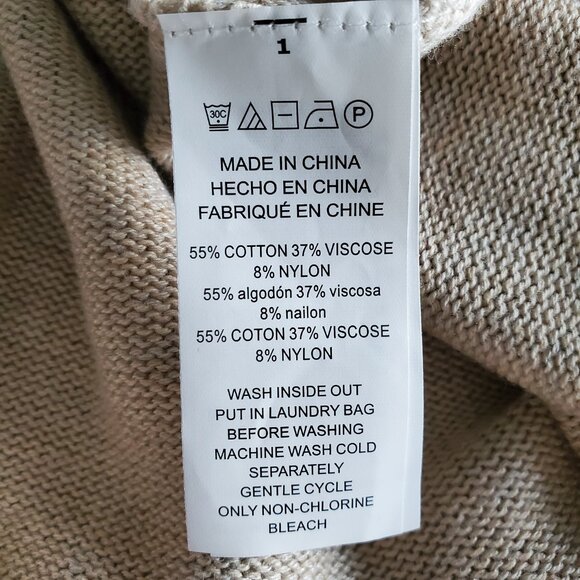 1
30C P
MADE IN CHINA
HECHO EN CHINA
FABRIQUÉ EN CHINE
55% COTTON 37% VISCOSE
8% NYLON
55% algodón 37% viscosa
8% nailon
55% COTON 37% VISCOSE
8% NYLON
WASH INSIDE OUT
PUT IN LAUNDRY BAG
BEFORE WASHING
MACHINE WASH COLD
SEPARATELY
GENTLE CYCLE
ONLY NON-CHLORINE
BLEACH